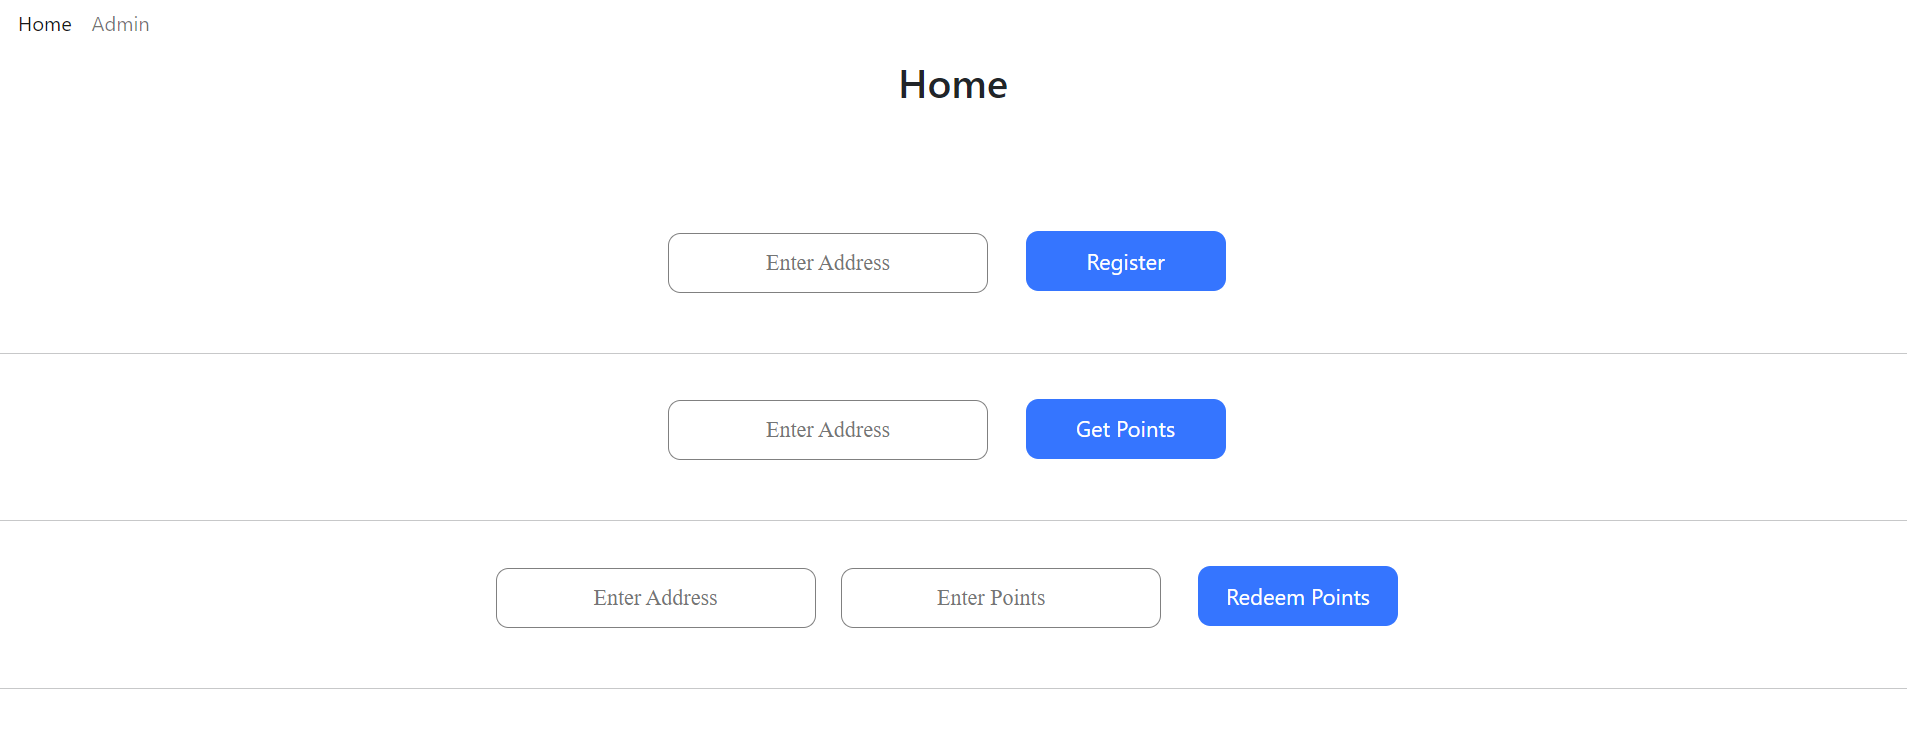 Home Admin
Home
Enter Address Register
Enter Address Get Points
Enter Address Enter Points Redeem Points